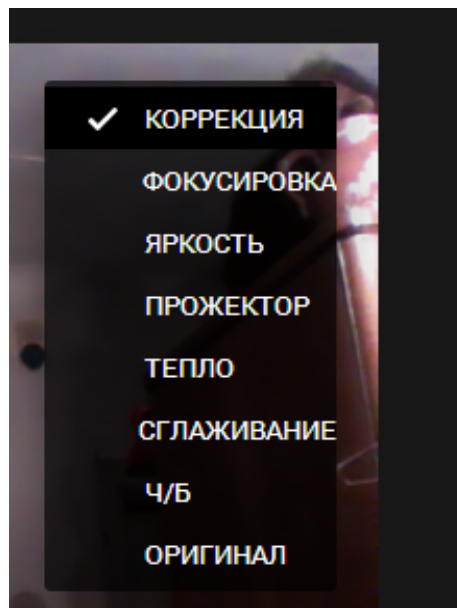 КОРРЕКЦИЯ
ФОКУСИРОВКА
ЯРКОСТЬ
ПРОЖЕКТОР
ТЕПЛО
СГЛАЖИВАНИЕ
Ч/Б
ОРИГИНАЛ